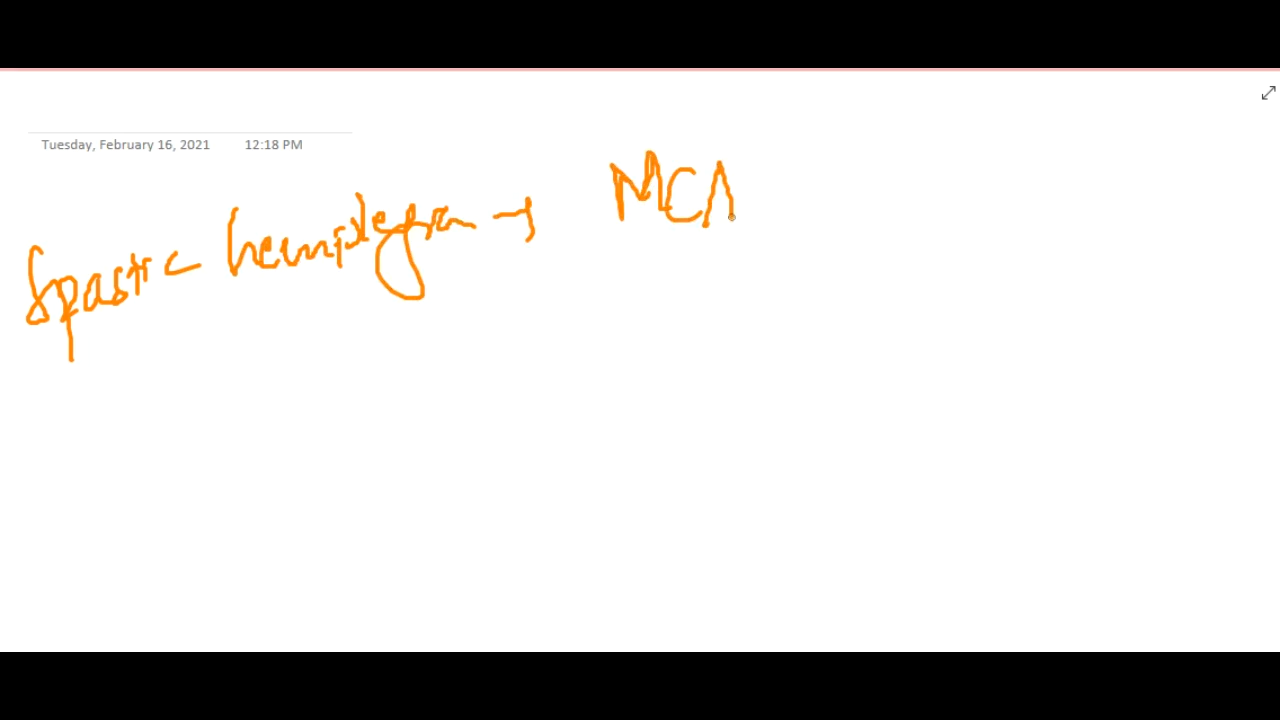 Tuesday, February 16, 2021 12:18 PM
Spastic hemiplegia → MCA